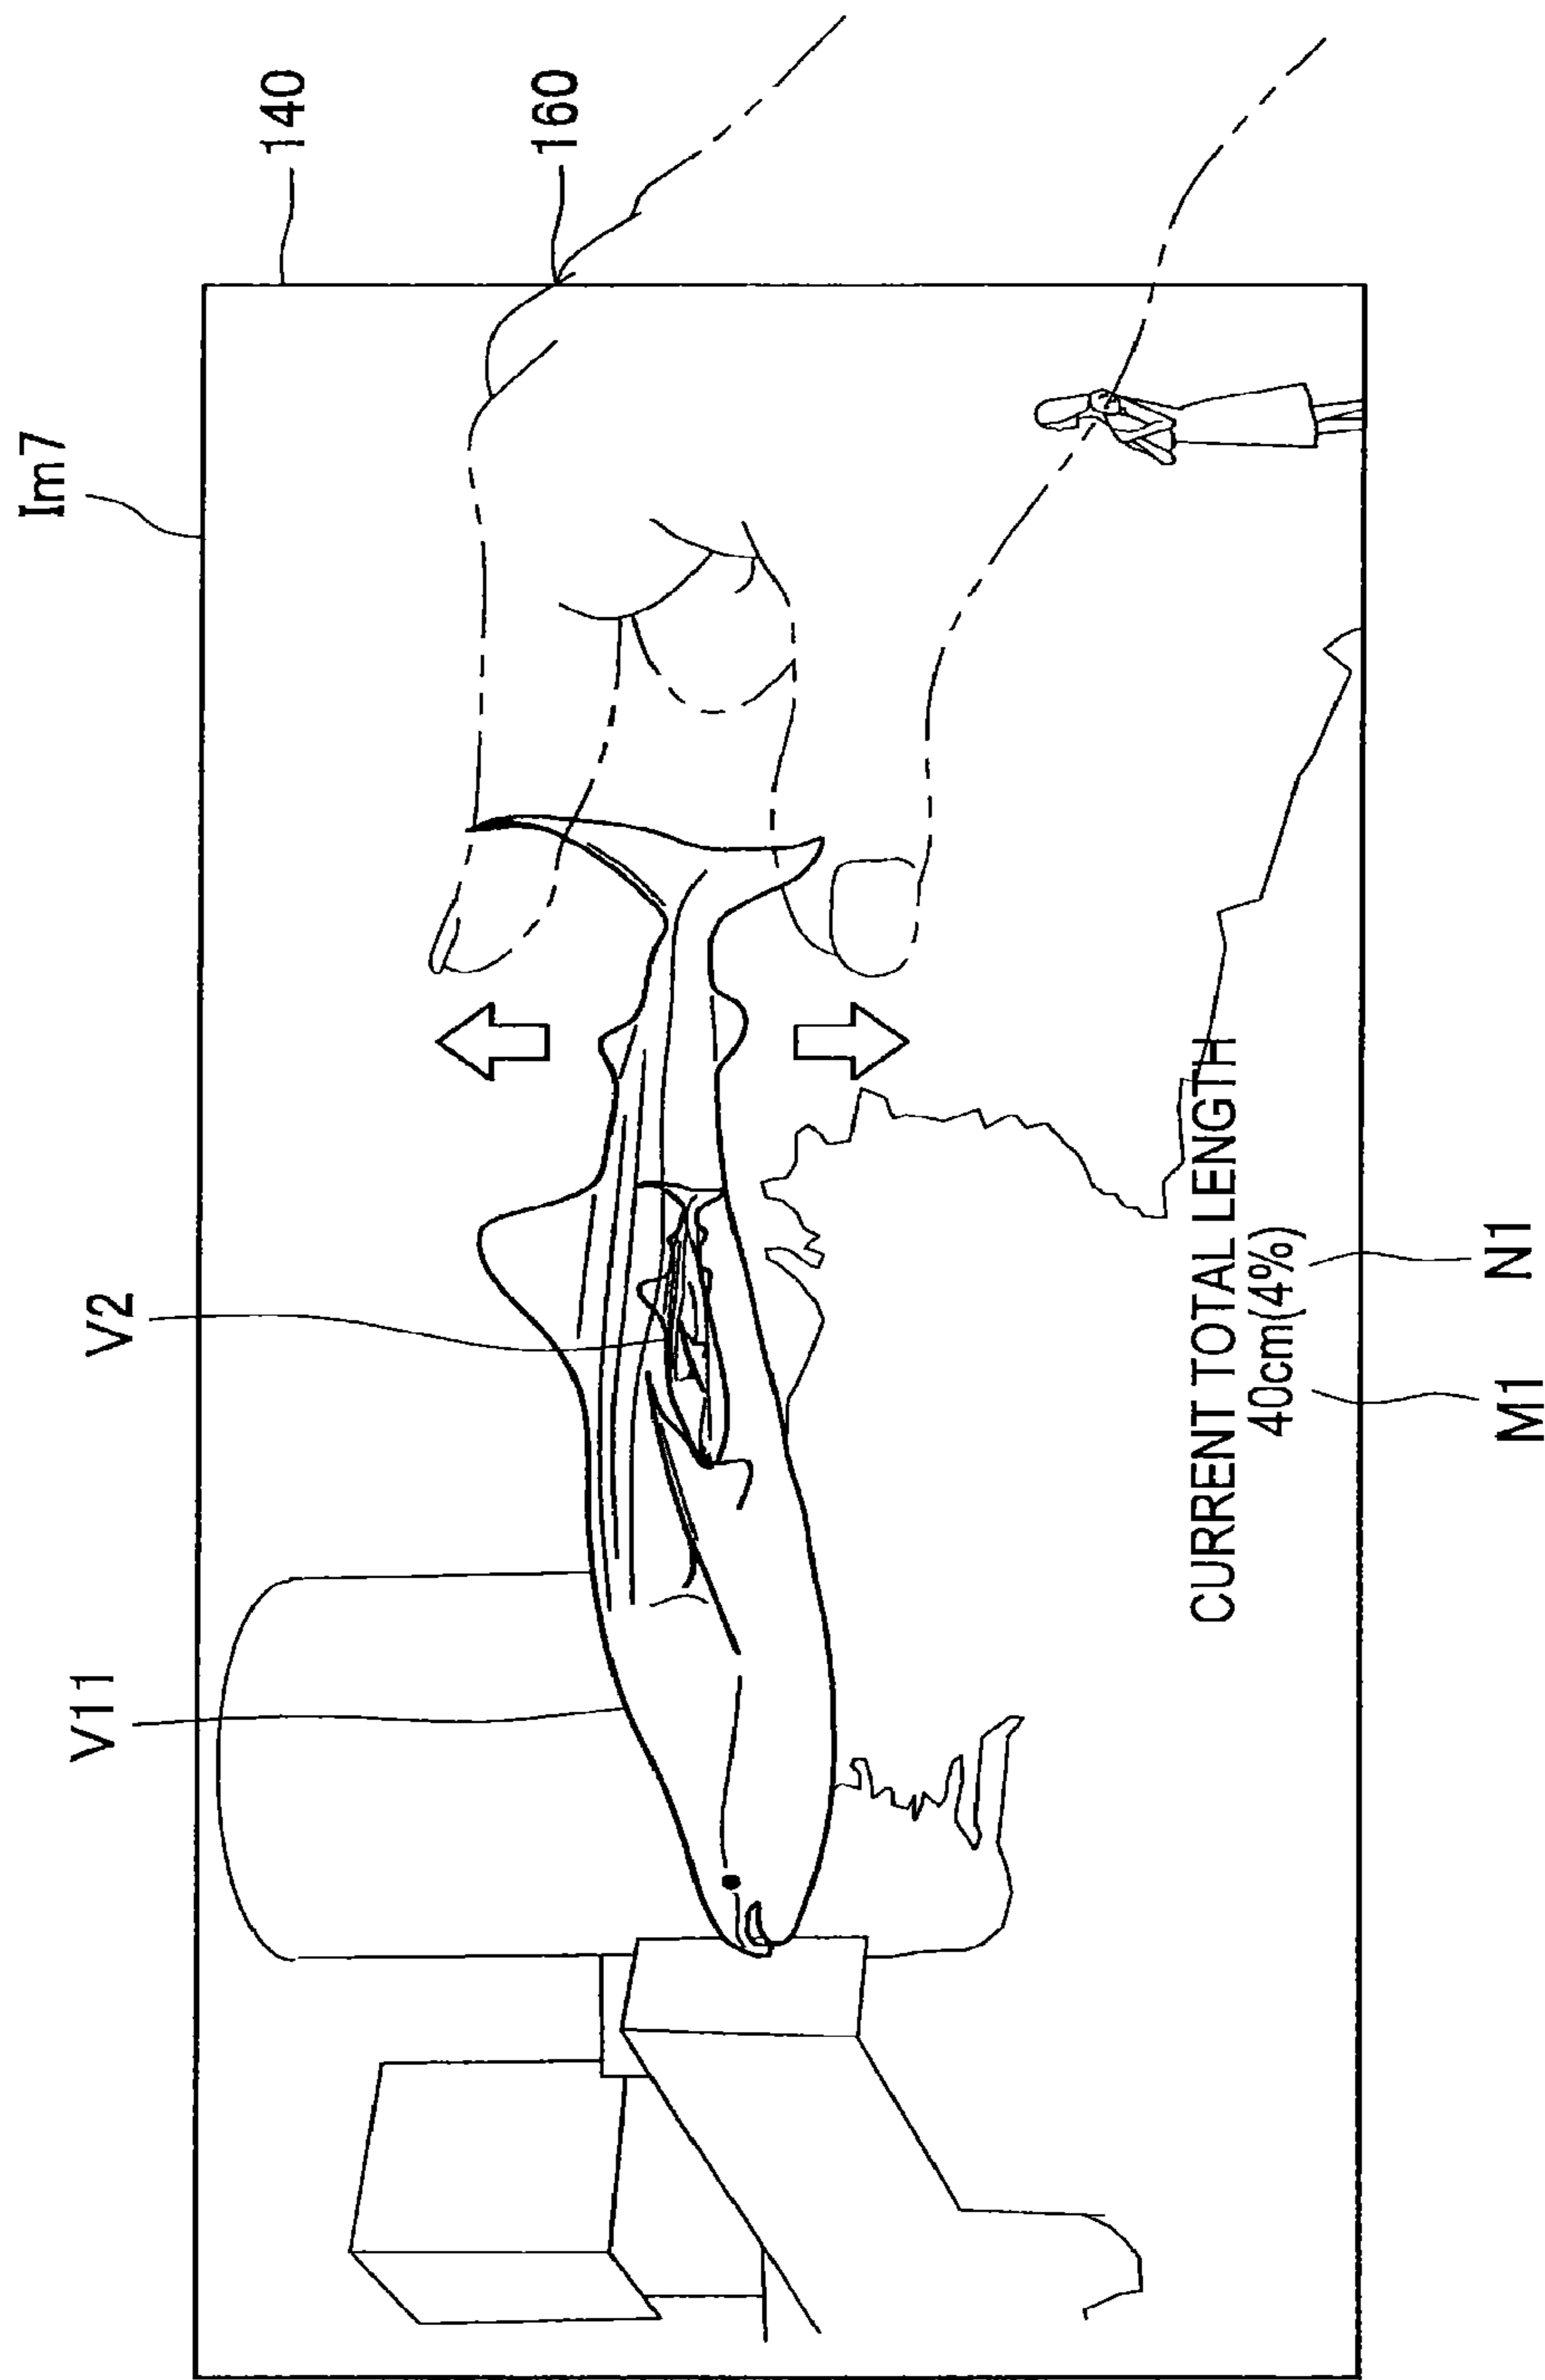 Im7
140
160
V11
V2
CURRENT TOTAL LENGTH
40cm(4%)
M1
N1